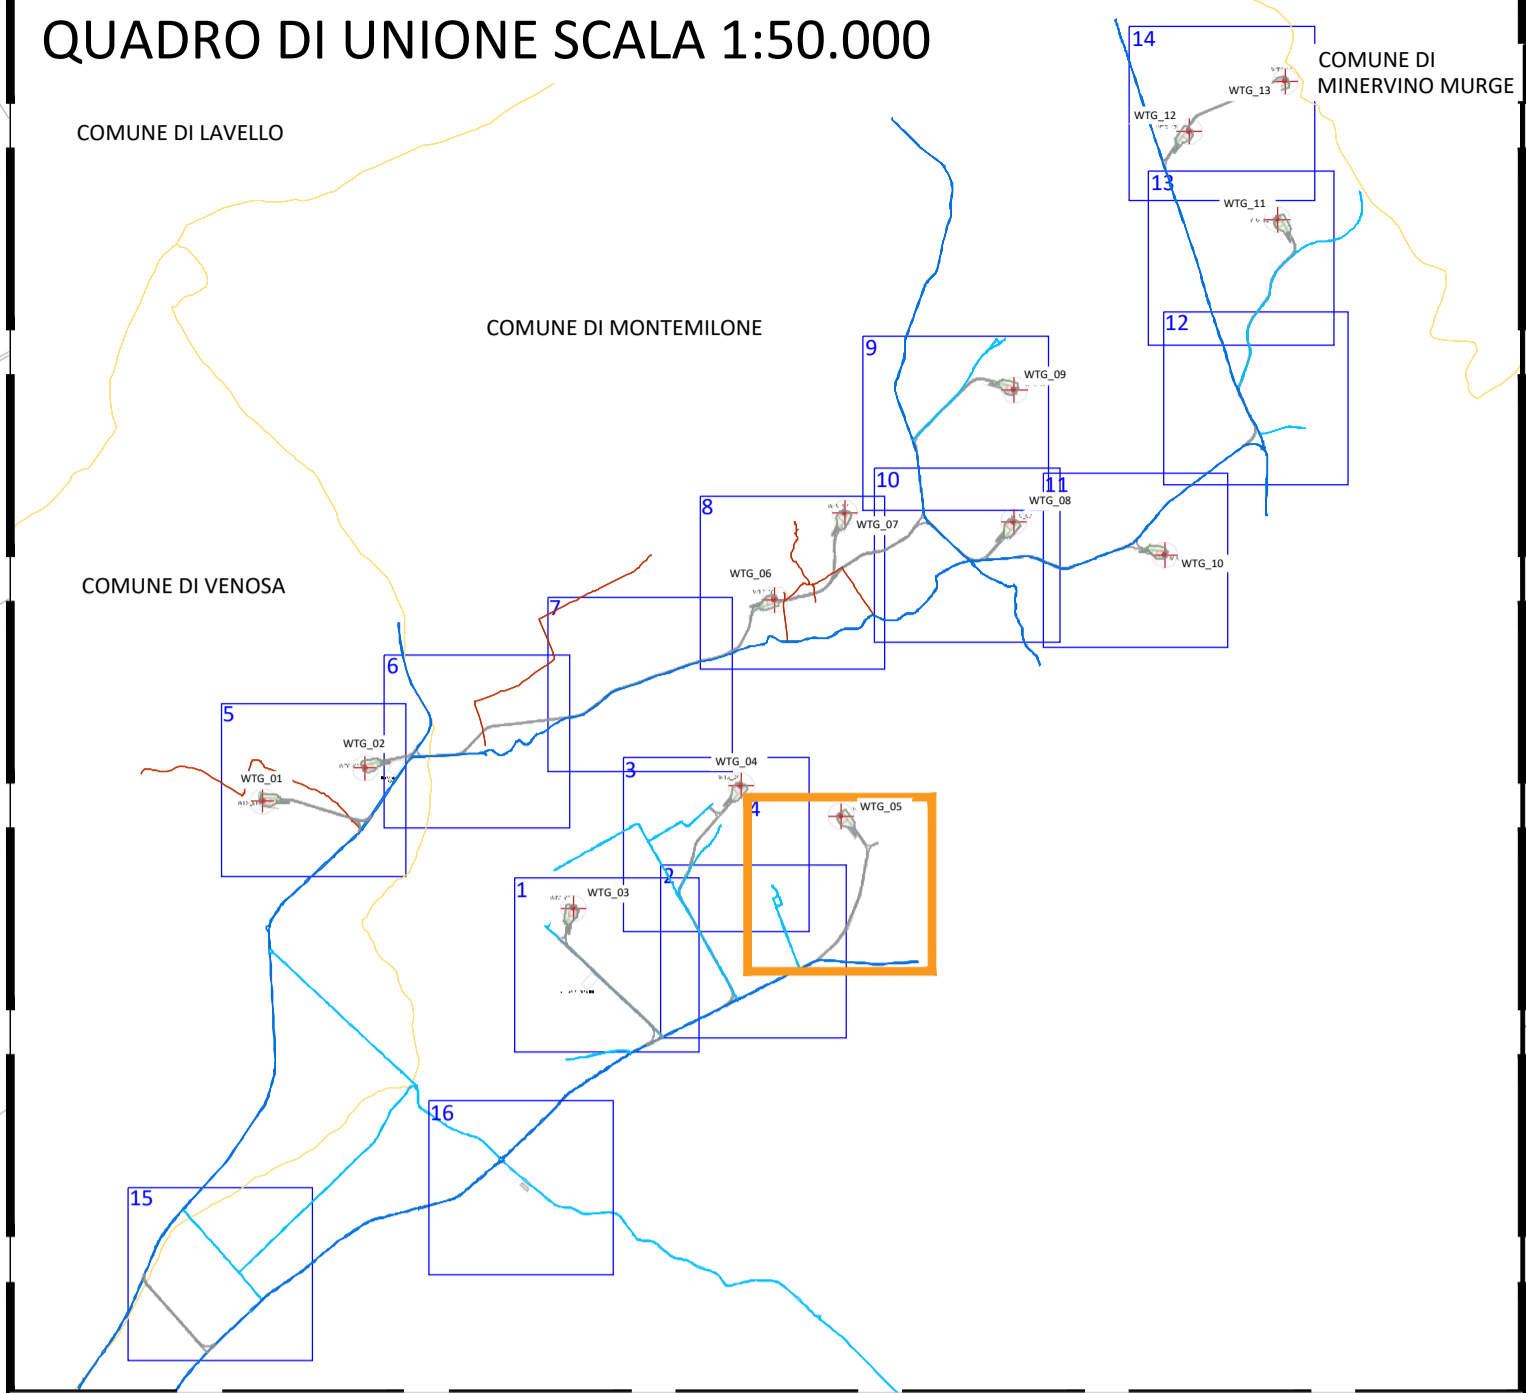 QUADRO DI UNIONE SCALA 1:50.000
14
COMUNE DI
MINERVINO MURGE
WTG_13
WTG_12
COMUNE DI LAVELLO
13
WTG_11
COMUNE DI MONTEMILONE
12
9
WTG_09
10
11
WTG_08
8
WTG_07
WTG_10
WTG_06
COMUNE DI VENOSA
7
6
5
WTG_02
WTG_01
3
WTG_04
4
WTG_05
2
1
WTG_03
16
15